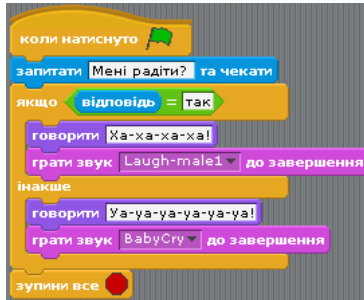 коли натиснуто
запитати Мені радіти? та чекати
якщо відповідь = так
говорити Ха-ха-ха-ха!
грати звук Laugh-male1 до завершення
інакше
говорити Уа-уа-уа-уа-уа-уа!
грати звук BabyCry до завершення
зупини все